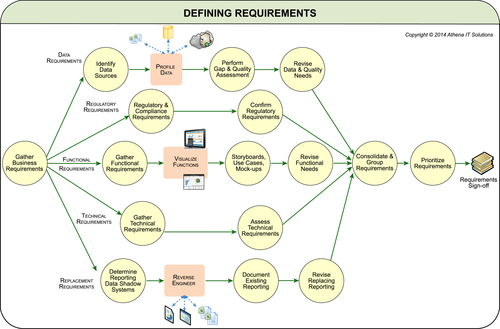 DEFINING REQUIREMENTS
Copyright © 2014 Athena IT Solutions
DATA
REQUIREMENTS
Identify
Data
Sources
PROFILE
DATA
Perform
Gap & Quality
Assessment
Revise
Data & Quality
Needs
REGULATORY
REQUIREMENTS
Regulatory &
Compliance
Requirements
Confirm
Regulatory
Requirements
Gather
Business
Requirements
FUNCTIONAL
REQUIREMENTS
Gather
Functional
Requirements
VISUALIZE
FUNCTIONS
Storyboards,
Use Cases,
Mock-ups
Revise
Functional
Needs
Consolidate &
Group
Requirements
Prioritize
Requirements
Requirements
Sign-off
TECHNICAL
REQUIREMENTS
Gather
Technical
Requirements
Assess
Technical
Requirements
REPLACEMENT
REQUIREMENTS
Determine
Reporting
Data Shadow
Systems
REVERSE
ENGINEER
Document
Existing
Reporting
Revise
Replacing
Reporting